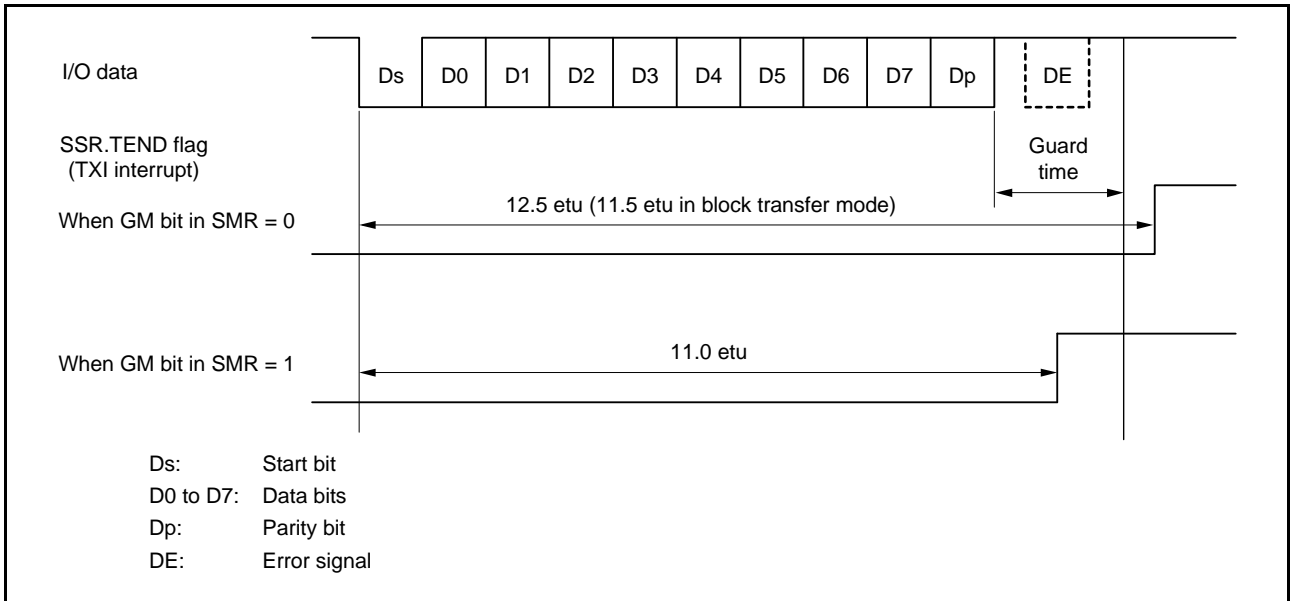 I/O data
Ds D0 D1 D2 D3 D4 D5 D6 D7 Dp DE
SSR.TEND flag
(TXI interrupt)
Guard
time
12.5 etu (11.5 etu in block transfer mode)
When GM bit in SMR = 0
11.0 etu
When GM bit in SMR = 1
Ds: Start bit
D0 to D7: Data bits
Dp: Parity bit
DE: Error signal